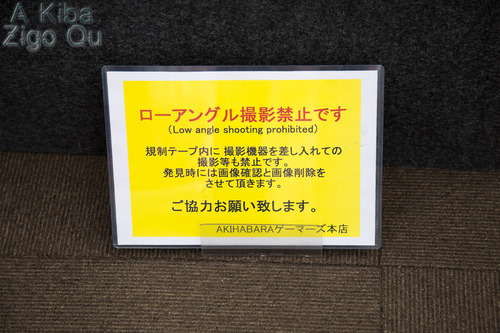 A Kiba
Zigo Qu
ローアングル撮影禁止です
(Low angle shooting prohibited)
規制テープ内に 撮影機器を差し入れての
撮影等も禁止です。
発見時には画像確認と画像削除を
させて頂きます。
ご協力お願い致します。
AKIHABARAゲーマーズ本店